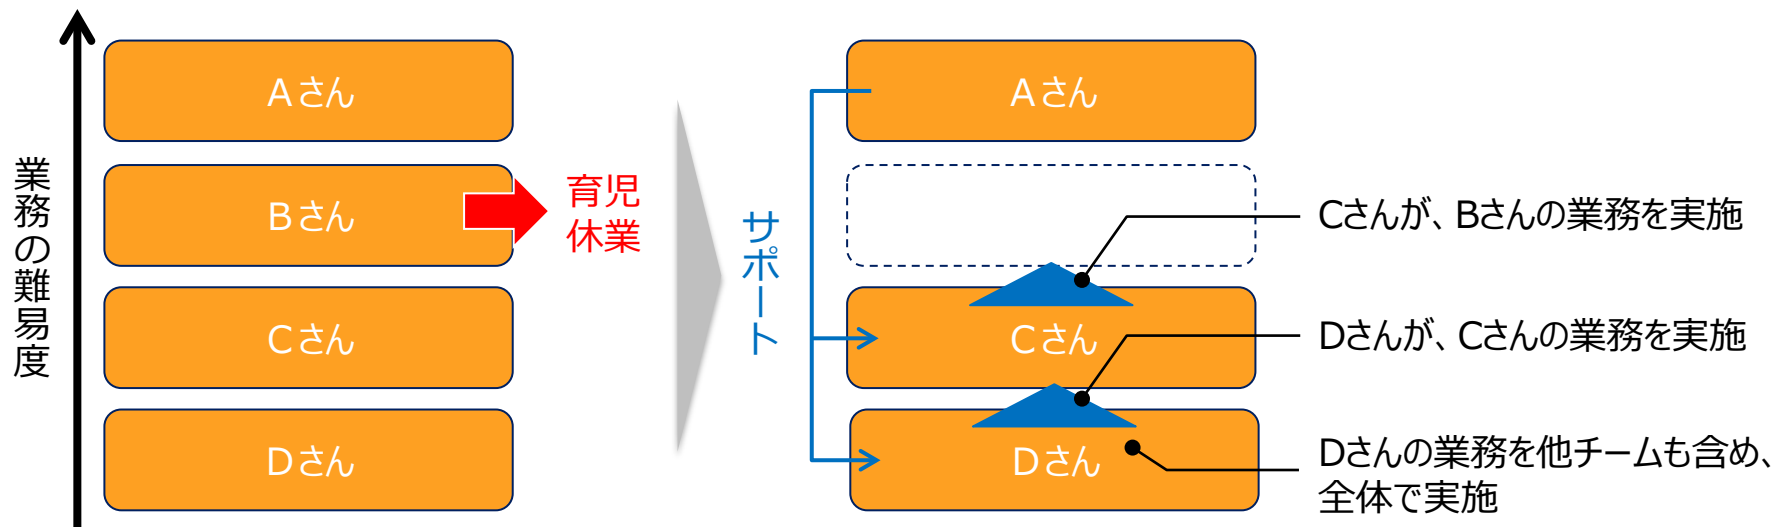 業務の難易度
Aさん
Bさん
Cさん
Dさん
育児
休業
サポート
Aさん
Cさん
Dさん
Cさんが、Bさんの業務を実施
Dさんが、Cさんの業務を実施
Dさんの業務を他チームも含め、
全体で実施